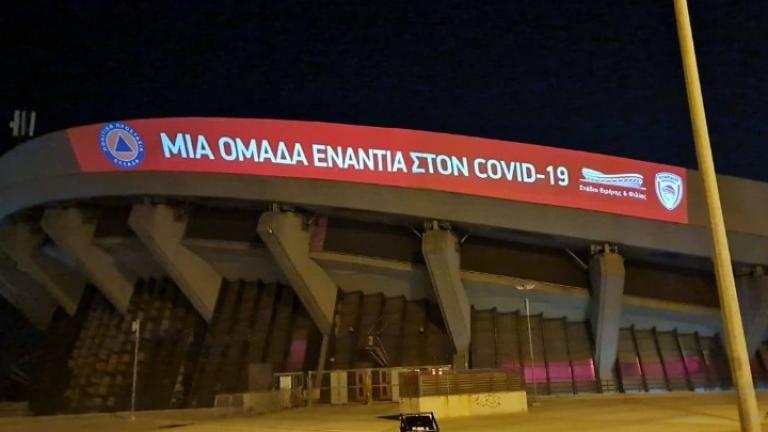 ΜΙΑ ΟΜΑΔΑ ΕΝΑΝΤΙΑ ΣΤΟΝ COVID-19
Στάδιο Ειρήνης & Φιλίας